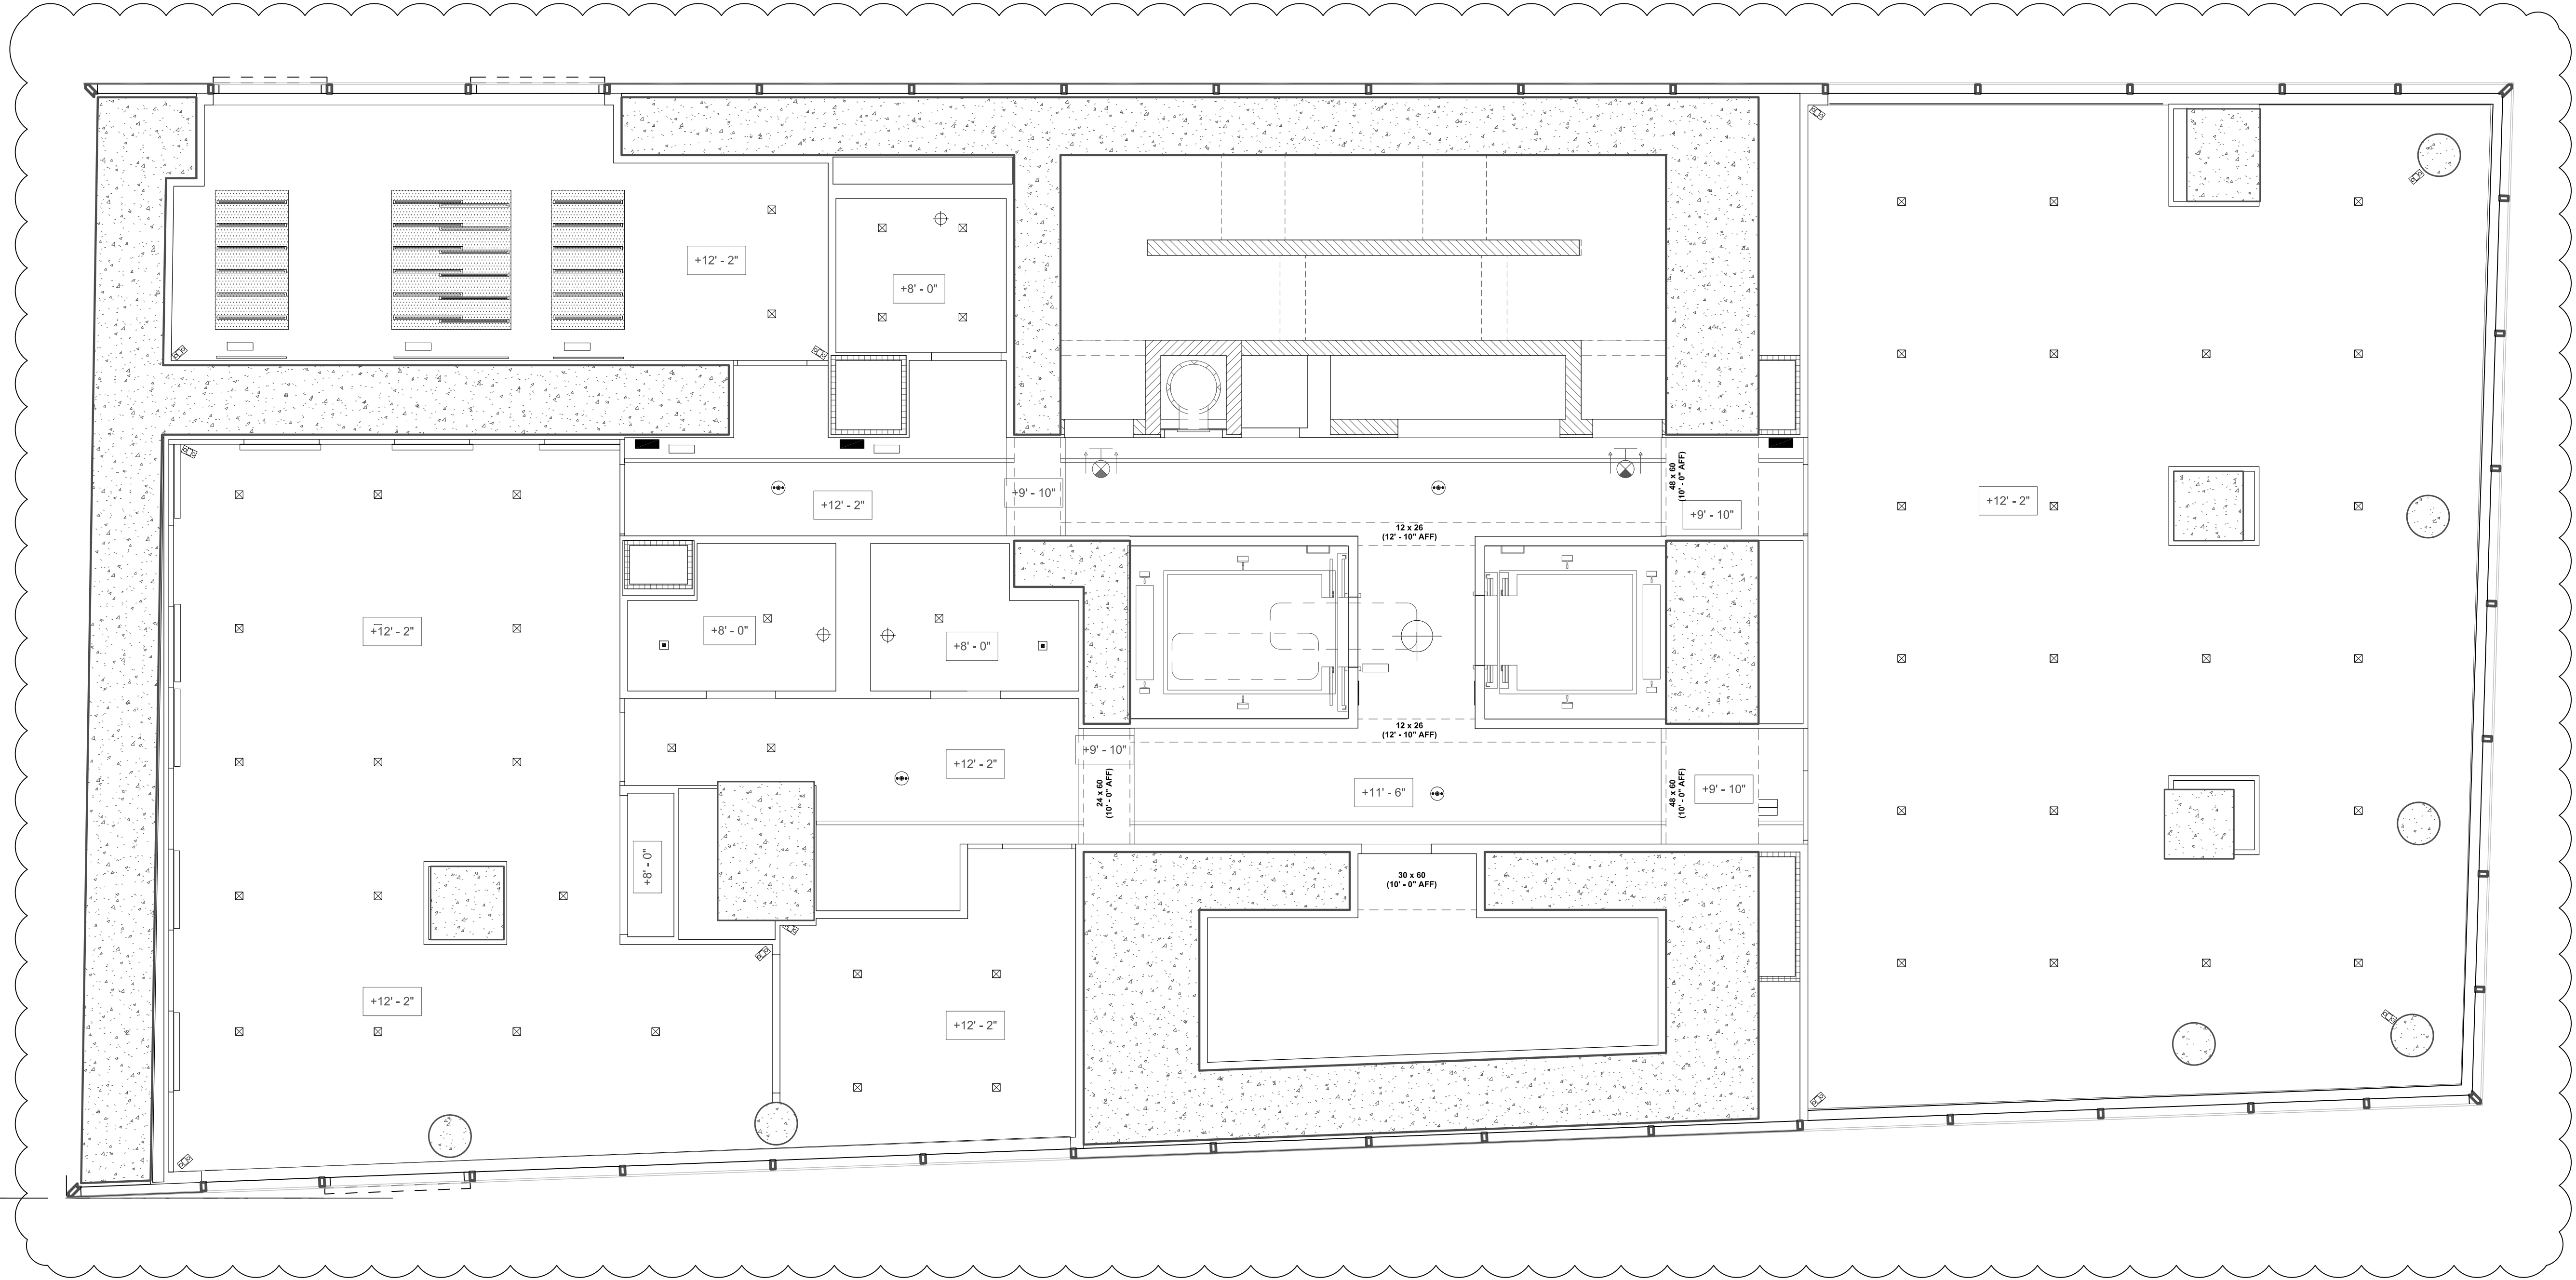 +12' - 2"
+8' - 0"
+12' - 2"
+9' - 10"
48 x 60
(10' - 0" AFF)
+9' - 10"
+12' - 2"
12 x 26
(12' - 10" AFF)
+12' - 2"
+8' - 0"
+8' - 0"
12 x 26
(12' - 10" AFF)
+9' - 10"
+12' - 2"
24 x 60
(10' - 0" AFF)
+11' - 6"
48 x 60
(10' - 0" AFF)
+9' - 10"
+8' - 0"
30 x 60
(10' - 0" AFF)
+12' - 2"
+12' - 2"